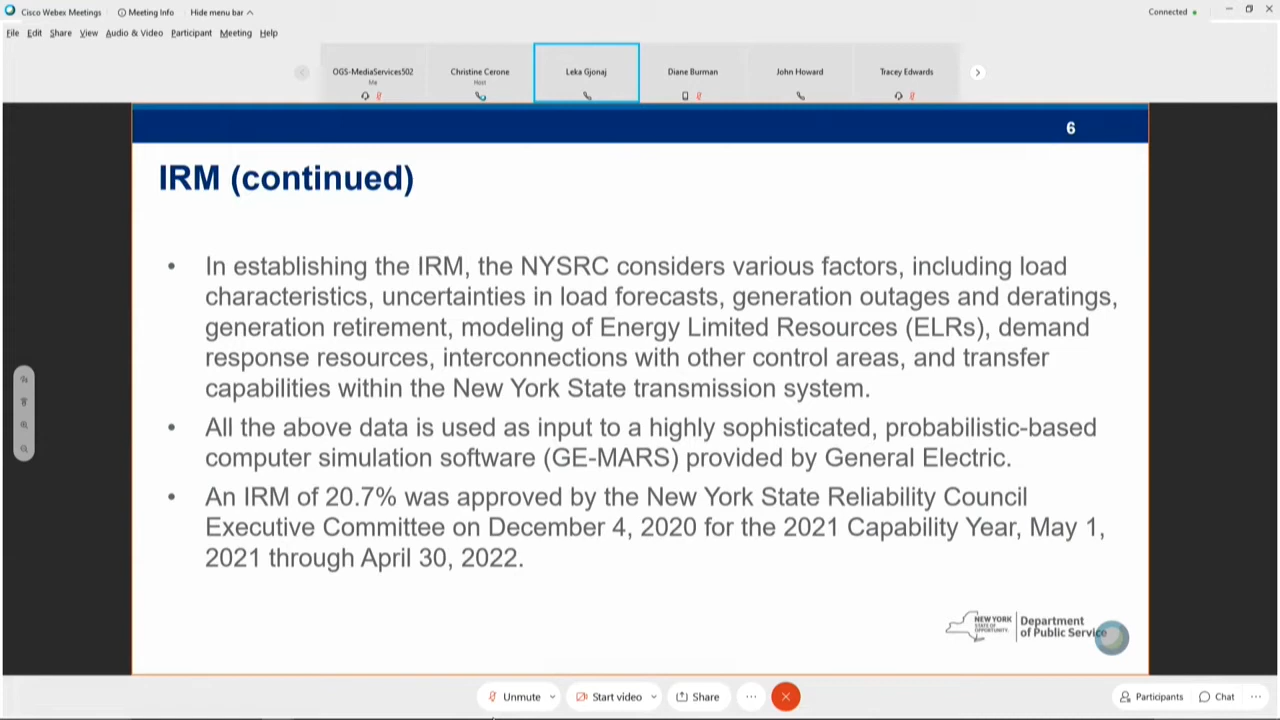 Cisco Webex Meetings
Meeting Info
Hide menu bar
Connected
File Edit Share View Audio & Video Participant Meeting Help
OGS-MediaServices502
Me
Christine Cerone
Host
Leka Gjonaj
Diane Burman
John Howard
Tracey Edwards
6
IRM (continued)
• In establishing the IRM, the NYSRC considers various factors, including load
characteristics, uncertainties in load forecasts, generation outages and deratings,
generation retirement, modeling of Energy Limited Resources (ELRs), demand
response resources, interconnections with other control areas, and transfer
capabilities within the New York State transmission system.
• All the above data is used as input to a highly sophisticated, probabilistic-based
computer simulation software (GE-MARS) provided by General Electric.
• An IRM of 20.7% was approved by the New York State Reliability Council
Executive Committee on December 4, 2020 for the 2021 Capability Year, May 1,
2021 through April 30, 2022.
NEW YORK
STATE OF
OPPORTUNITY.
Department
of Public Service
Unmute
Start video
Share
Participants
Chat